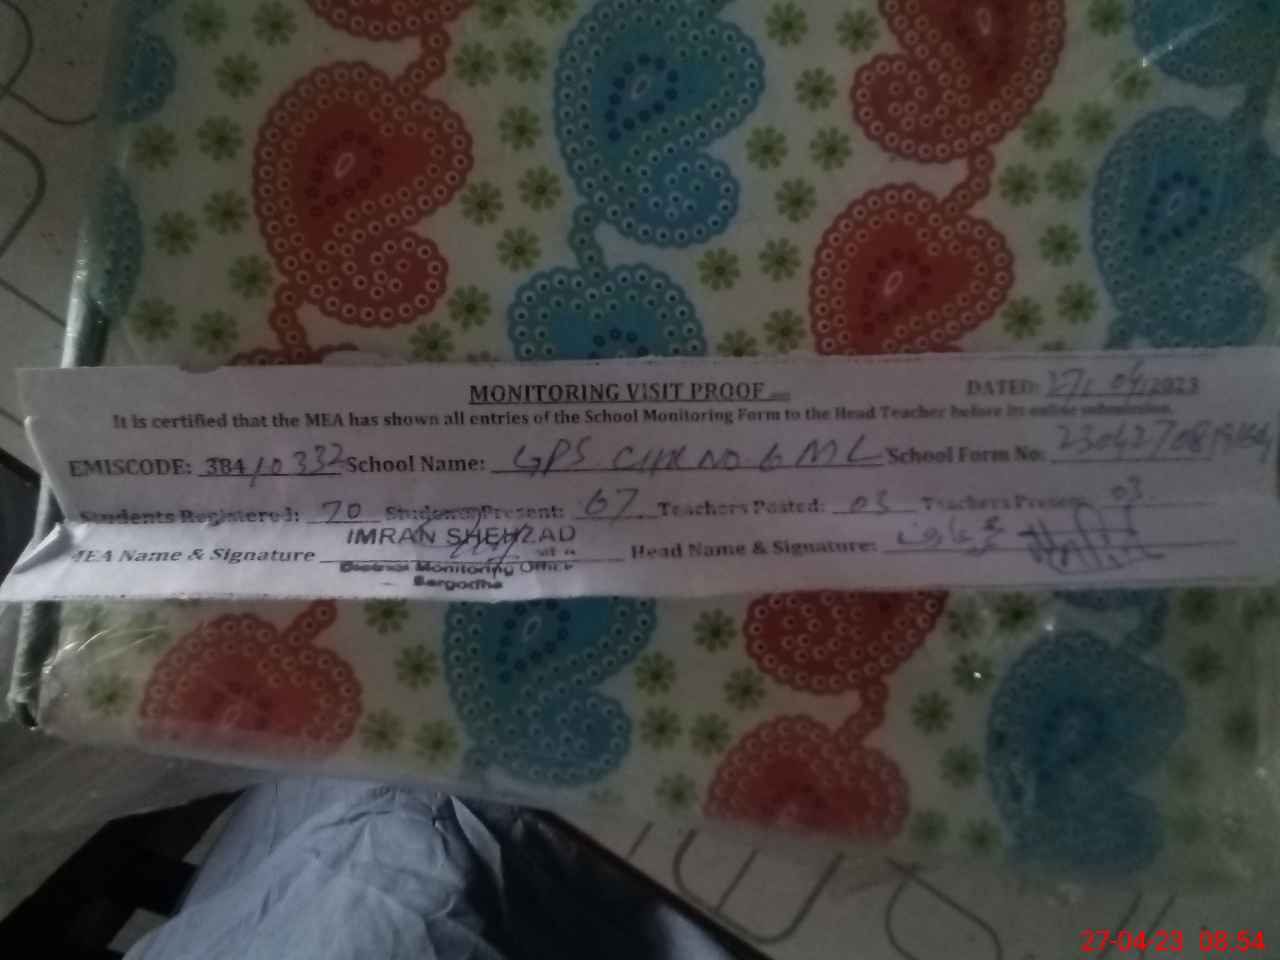 MONITORING VISIT PROOF
DATED: 27/ 04/2023
It is certified that the MEA has shown all entries of the School Monitoring Form to the Head Teacher before its online submission.
EMISCODE: 38410332 School Name: GPS CHK NO 6 ML School Form No:
Students Registered: 70 Students Present: 67 Teachers Posted: 03 Teachers Present: 03
MEA Name & Signature IMRAN SHEHZAD Head Name & Signature:
District Monitoring Office
Sargodha
27-04-23 08:54